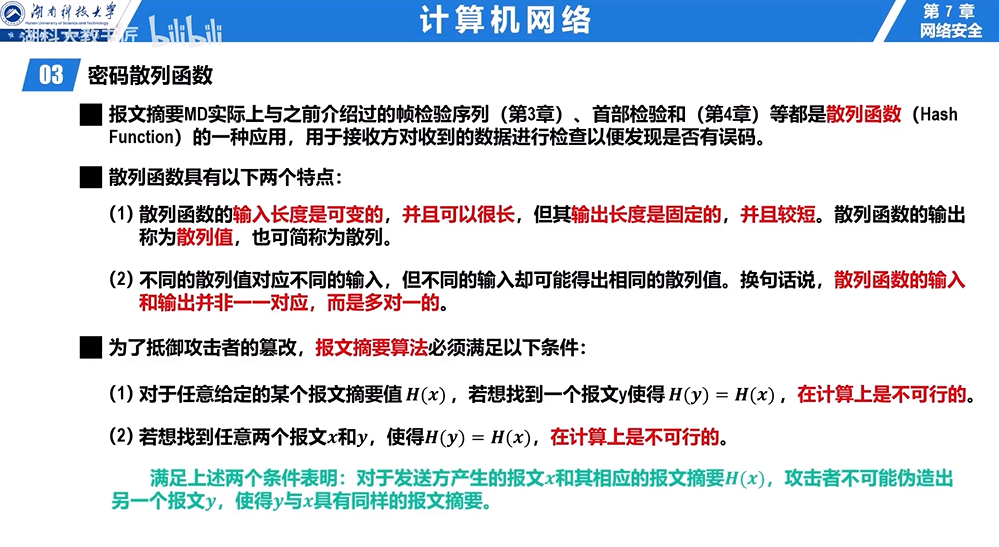 湖南科技大学
Hunan University of Science and Technology
湖科大教书匠 bilibili
计算机网络
第 7 章
网络安全
03 密码散列函数
报文摘要MD实际上与之前介绍过的帧检验序列（第3章）、首部检验和（第4章）等都是散列函数（Hash
Function）的一种应用，用于接收方对收到的数据进行检查以便发现是否有误码。
散列函数具有以下两个特点：
(1) 散列函数的输入长度是可变的，并且可以很长，但其输出长度是固定的，并且较短。散列函数的输出
称为散列值，也可简称为散列。
(2) 不同的散列值对应不同的输入，但不同的输入却可能得出相同的散列值。换句话说，散列函数的输入
和输出并非一一对应，而是多对一的。
为了抵御攻击者的篡改，报文摘要算法必须满足以下条件：
(1) 对于任意给定的某个报文摘要值 H(x)，若想找到一个报文y使得 H(y) = H(x)，在计算上是不可行的。
(2) 若想找到任意两个报文x和y，使得H(y) = H(x)，在计算上是不可行的。
满足上述两个条件表明：对于发送方产生的报文x和其相应的报文摘要H(x)，攻击者不可能伪造出
另一个报文y，使得y与x具有同样的报文摘要。